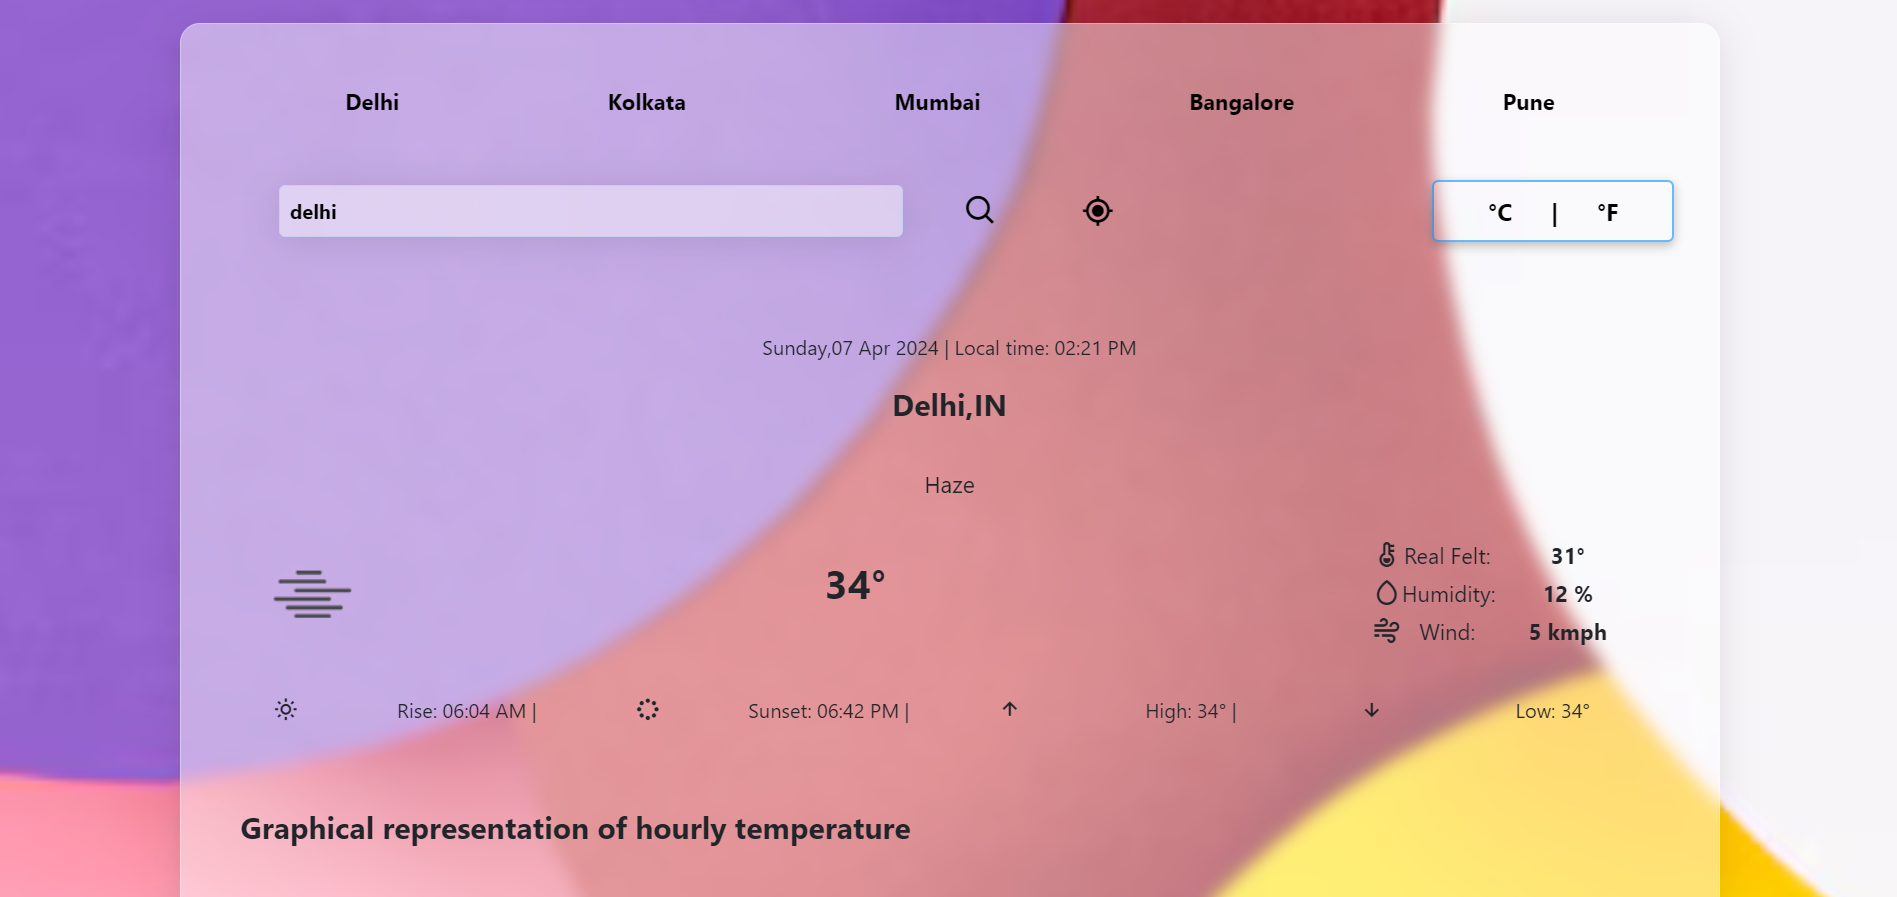 Delhi Kolkata Mumbai Bangalore Pune
delhi °C | °F
Sunday,07 Apr 2024 | Local time: 02:21 PM
Delhi,IN
Haze
34°
Real Felt: 31°
Humidity: 12 %
Wind: 5 kmph
Rise: 06:04 AM | Sunset: 06:42 PM | High: 34° | Low: 34°
Graphical representation of hourly temperature